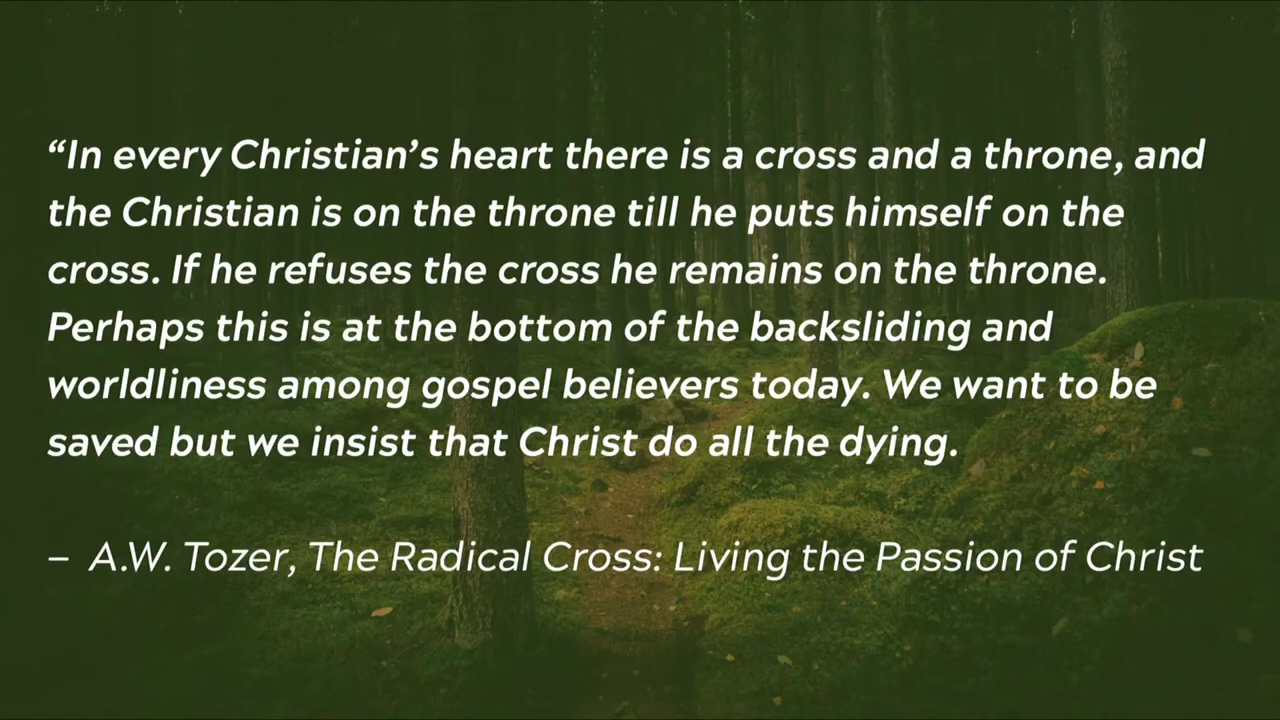 “In every Christian’s heart there is a cross and a throne, and
the Christian is on the throne till he puts himself on the
cross. If he refuses the cross he remains on the throne.
Perhaps this is at the bottom of the backsliding and
worldliness among gospel believers today. We want to be
saved but we insist that Christ do all the dying.
– A.W. Tozer, The Radical Cross: Living the Passion of Christ